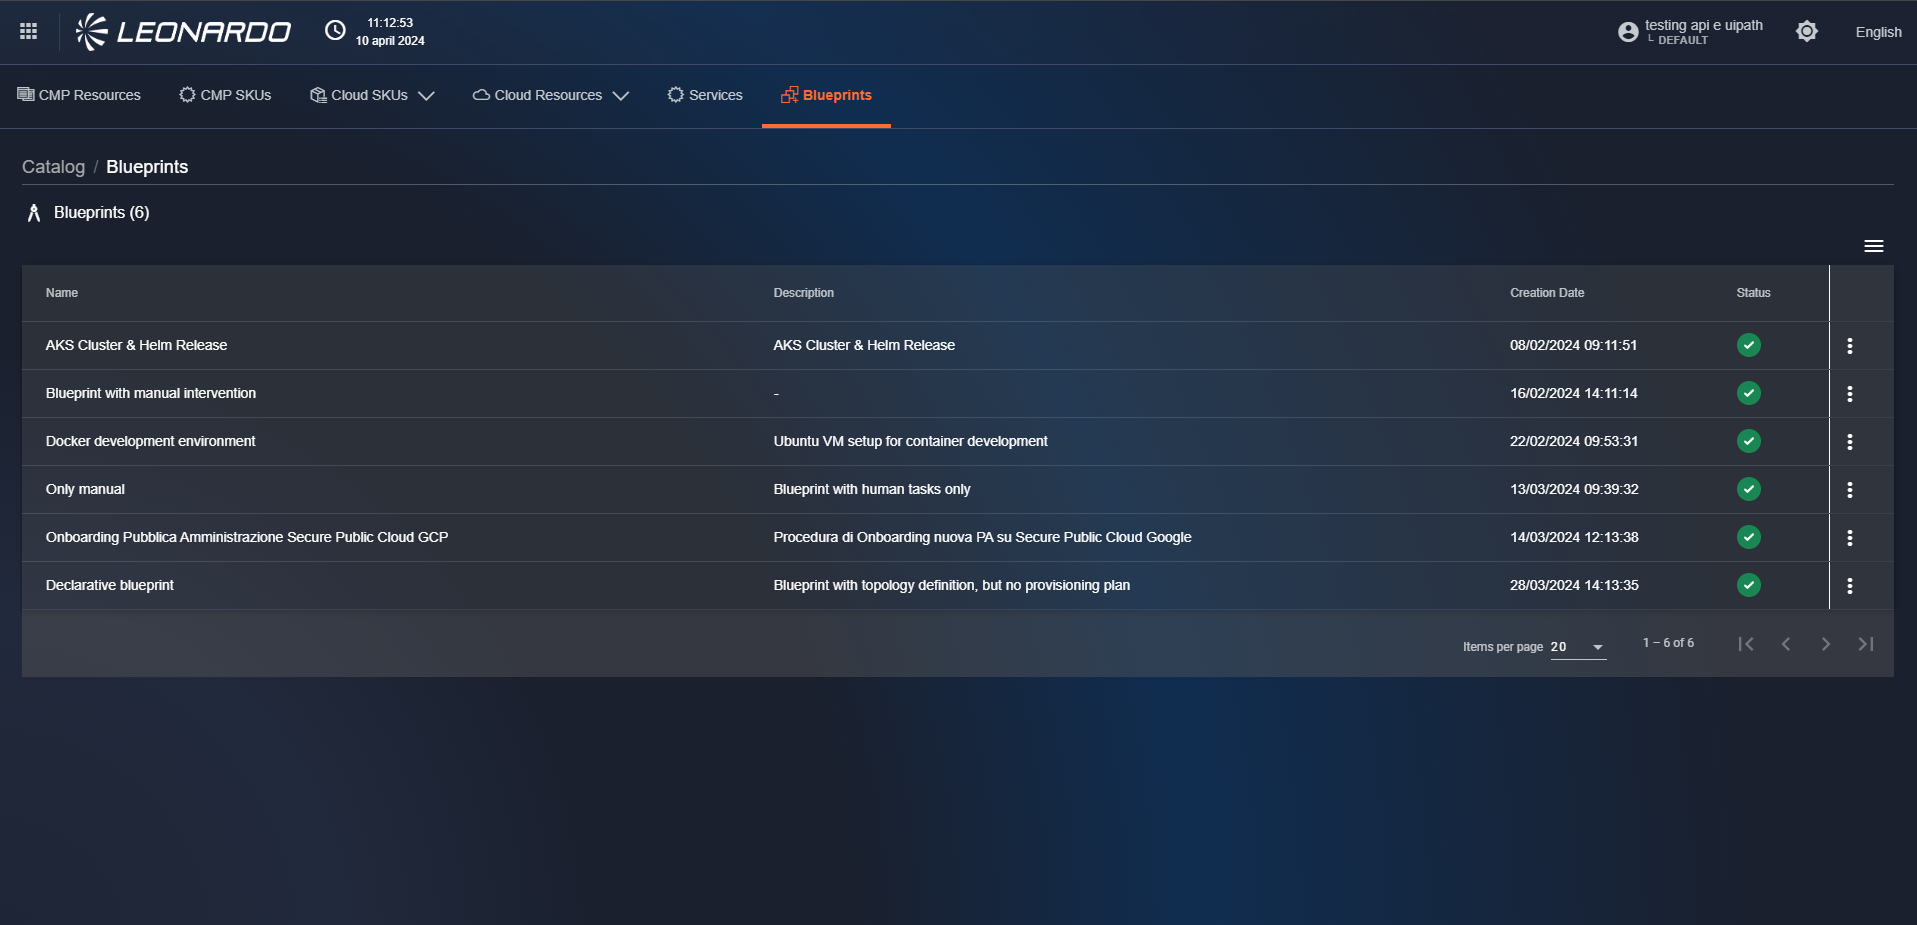 LEONARDO
11:12:53
10 april 2024
testing api e uipath
└ DEFAULT
English
CMP Resources
CMP SKUs
Cloud SKUs
Cloud Resources
Services
Blueprints
Catalog / Blueprints
Blueprints (6)
Name Description Creation Date Status
AKS Cluster & Helm Release AKS Cluster & Helm Release 08/02/2024 09:11:51
Blueprint with manual intervention - 16/02/2024 14:11:14
Docker development environment Ubuntu VM setup for container development 22/02/2024 09:53:31
Only manual Blueprint with human tasks only 13/03/2024 09:39:32
Onboarding Pubblica Amministrazione Secure Public Cloud GCP Procedura di Onboarding nuova PA su Secure Public Cloud Google 14/03/2024 12:13:38
Declarative blueprint Blueprint with topology definition, but no provisioning plan 28/03/2024 14:13:35
Items per page 20 1 – 6 of 6